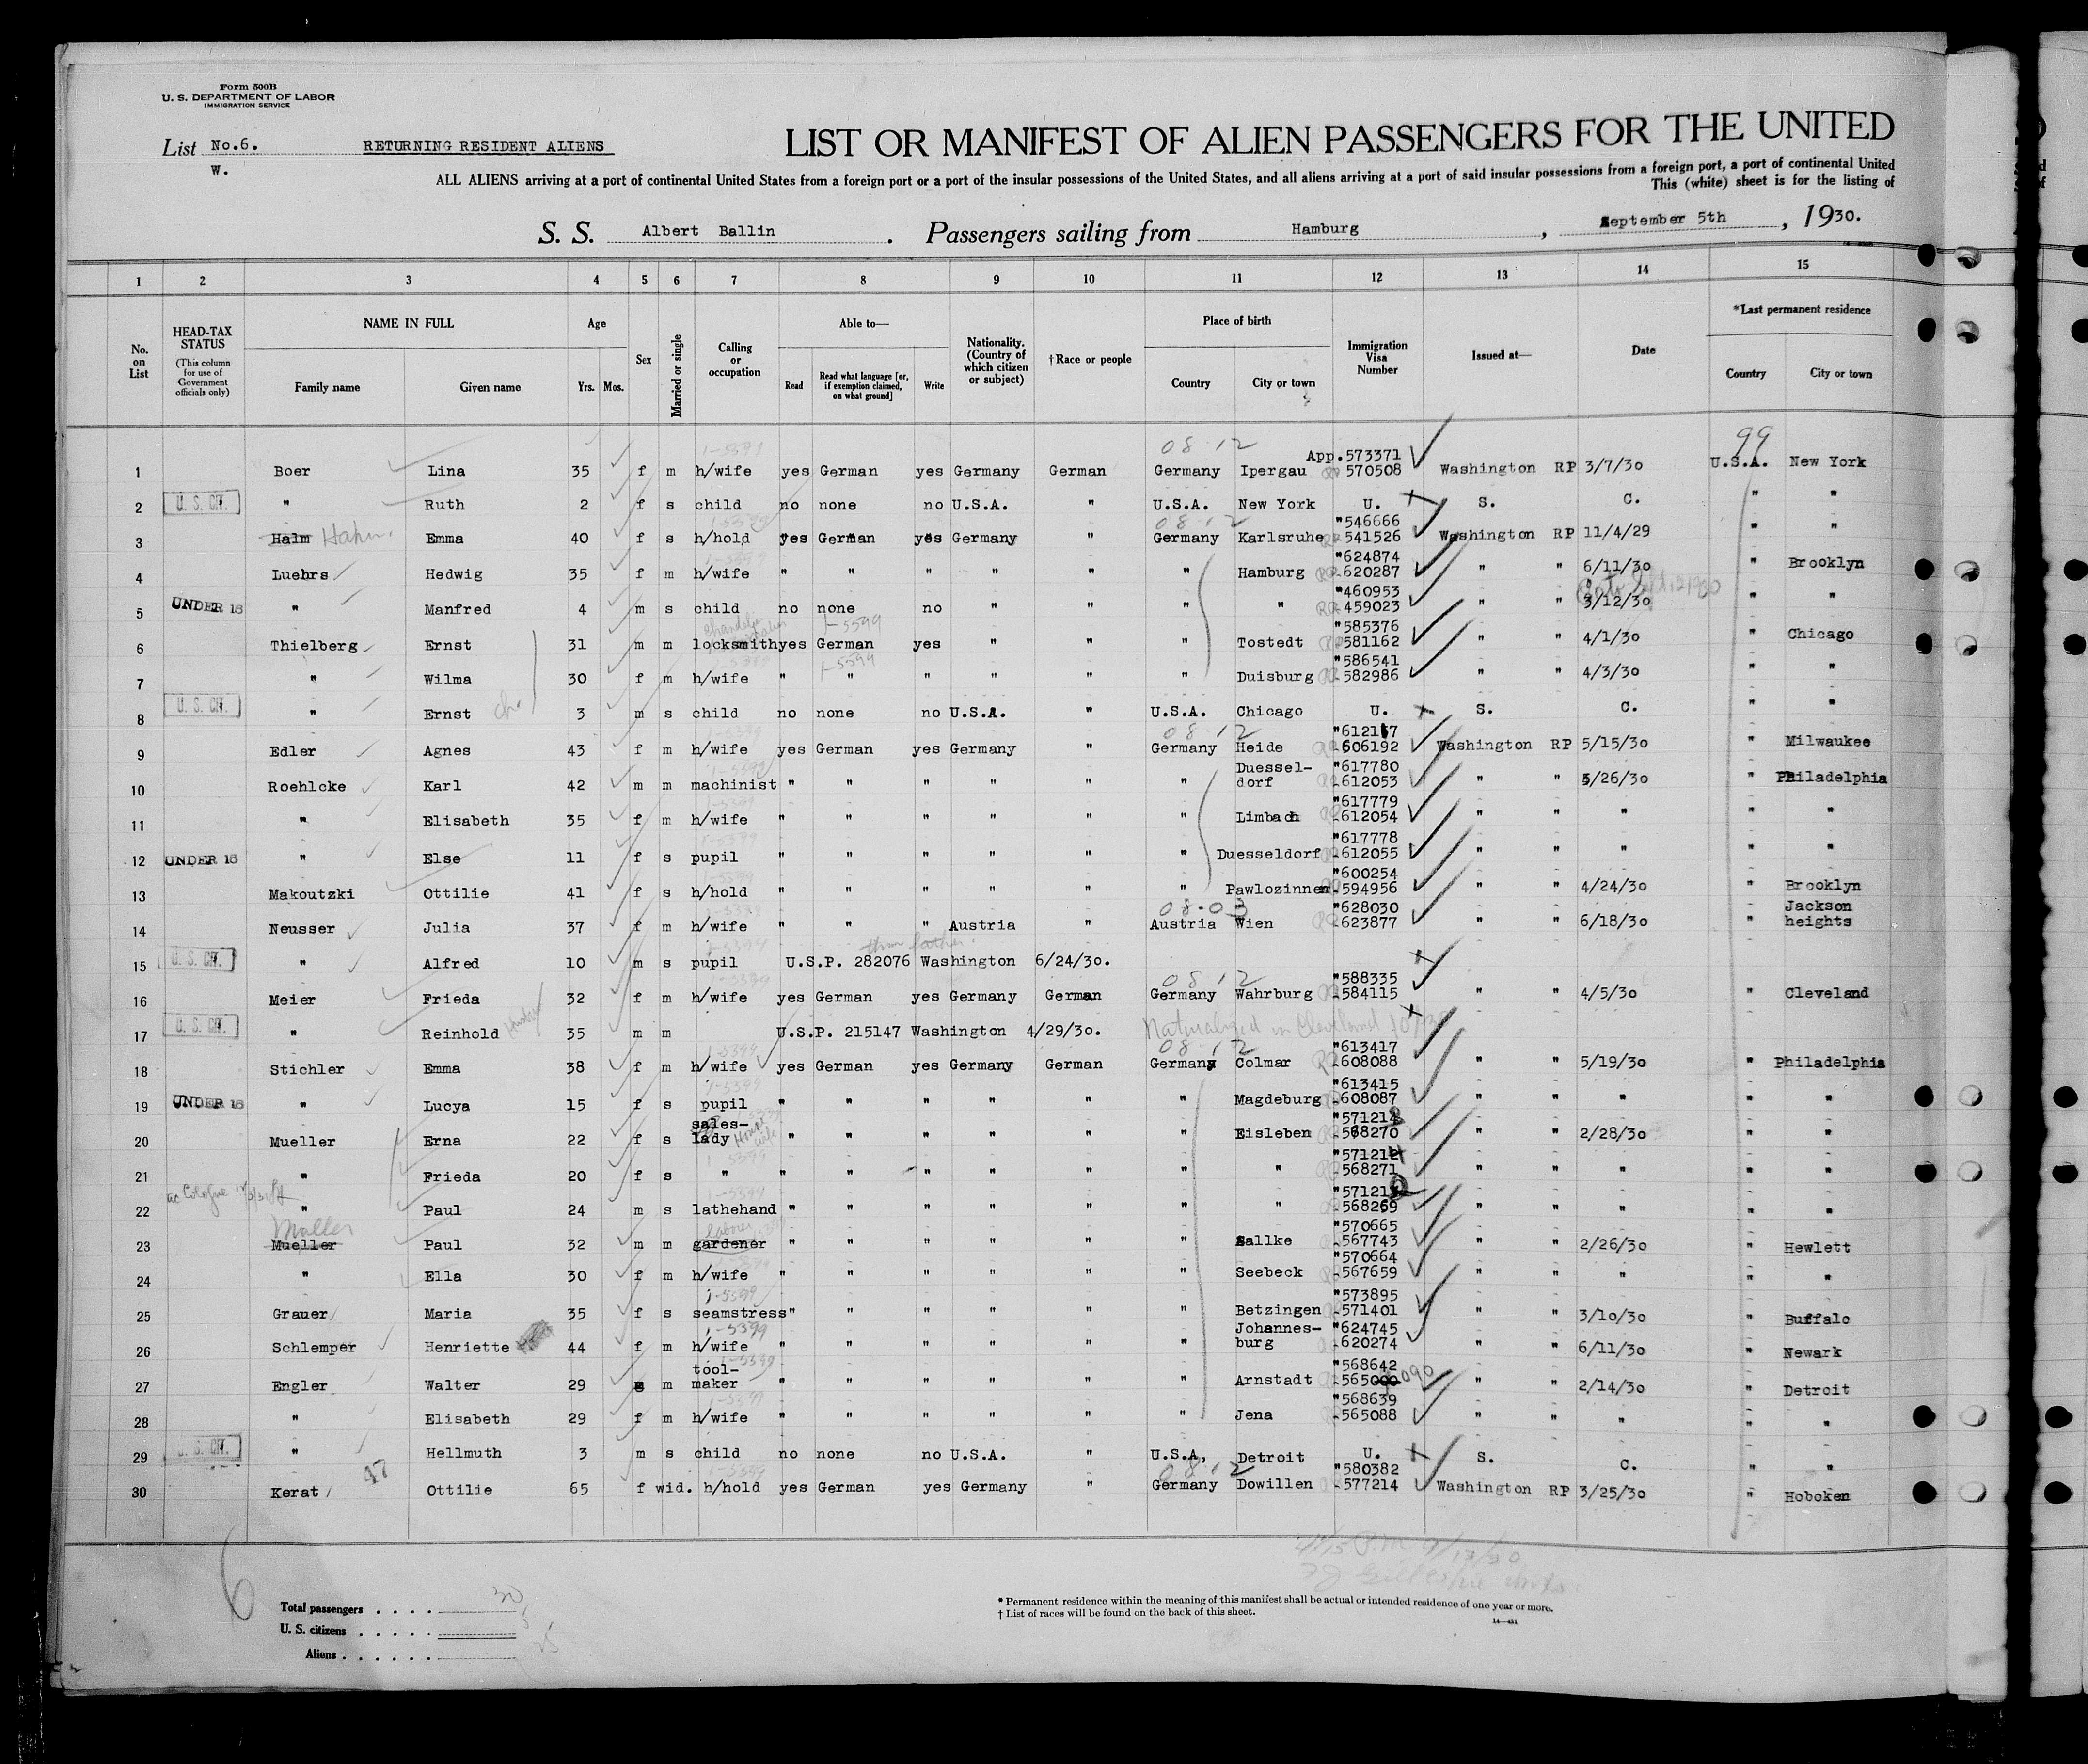 Form 500B
U. S. DEPARTMENT OF LABOR
IMMIGRATION SERVICE
List No.6. RETURNING RESIDENT ALIENS
W.
LIST OR MANIFEST OF ALIEN PASSENGERS FOR THE UNITED
ALL ALIENS arriving at a port of continental United States from a foreign port or a port of the insular possessions of the United States, and all aliens arriving at a port of said insular possessions from a foreign port, a port of continental United
This (white) sheet is for the listing of
S. S. Albert Ballin . Passengers sailing from Hamburg , September 5th , 1930.
1 2 3 4 5 6 7 8 9 10 11 12 13 14 15
No. on List
HEAD-TAX STATUS (This column for use of Government officials only)
NAME IN FULL Family name Given name
Age Yrs. Mos.
Sex
Married or single
Calling or occupation
Able to— Read Read what language [or, if exemption claimed, on what ground] Write
Nationality. (Country of which citizen or subject)
†Race or people
Place of birth Country City or town
Immigration Visa Number
Issued at—
Date
*Last permanent residence Country City or town
08-12 99
1 Boer Lina 35 f m h/wife yes German yes Germany German Germany Ipergau App.573371 570508 Washington RP 3/7/30 U.S.A. New York
2 U. S. CIT. " Ruth 2 f s child no none no U.S.A. " U.S.A. New York U. S. C. " "
3 Halm Hahn. Emma 40 f s h/hold yes German yes Germany " Germany Karlsruhe "546666 541526 Washington RP 11/4/29 " "
4 Luehrs Hedwig 35 f m h/wife " " " " " " Hamburg "624874 620287 " " 6/11/30 " Brooklyn
5 UNDER 16 " Manfred 4 m s child no none no " " " " "460953 459023 " " 3/12/30 " "
6 Thielberg Ernst 31 m m locksmith yes German yes " " " Tostedt "585376 581162 " " 4/1/30 " Chicago
7 " Wilma 30 f m h/wife " " " " " " Duisburg "586541 582986 " " 4/3/30 " "
8 U. S. CIT. " Ernst 3 m s child no none no U.S.A. " U.S.A. Chicago U. S. C. " "
9 Edler Agnes 43 f m h/wife yes German yes Germany " Germany Heide "612167 606192 Washington RP 5/15/30 " Milwaukee
10 Roehlcke Karl 42 m m machinist " " " " " " Duessel-dorf "617780 612053 " " 5/26/30 " Philadelphia
11 " Elisabeth 35 f m h/wife " " " " " " Limbach "617779 612054 " " " " "
12 UNDER 16 " Else 11 f s pupil " " " " " " Duesseldorf "617778 612055 " " " " "
13 Makoutzki Ottilie 41 f s h/hold " " " " " " Pawlozinnen "600254 594956 " " 4/24/30 " Brooklyn
14 Neusser Julia 37 f m h/wife " " " Austria " Austria Wien "628030 623877 " " 6/18/30 " Jackson heights
15 U. S. CIT. " Alfred 10 m s pupil U.S.P. 282076 Washington 6/24/30.
16 Meier Frieda 32 f m h/wife yes German yes Germany German Germany Wahrburg "588335 584115 " " 4/5/30 " Cleveland
17 U. S. CIT. " Reinhold 35 m m U.S.P. 215147 Washington 4/29/30. Naturalized in Cleveland
18 Stichler Emma 38 f m h/wife yes German yes Germany German Germany Colmar "613417 608088 " " 5/19/30 " Philadelphia
19 UNDER 16 " Lucya 15 f s pupil " " " " " " Magdeburg "613415 608087 " " " " "
20 Mueller Erna 22 f s sales-lady " " " " " " Eisleben "571213 568270 " " 2/28/30 " "
21 " Frieda 20 f s " " " " " " " " "571214 568271 " " " " "
22 " Paul 24 m s lathehand " " " " " " " "571210 568269 " " " " "
23 Mueller Moller Paul 32 m m gardener laborer " " " " " " Sallke "570665 567743 " " 2/26/30 " Hewlett
24 " Ella 30 f m h/wife " " " " " " Seebeck "570664 567659 " " " " "
25 Grauer Maria 35 f s seamstress " " " " " " Betzingen "573895 571401 " " 3/10/30 " Buffalo
26 Schlemper Henriette 44 f m h/wife " " " " " " Johannes-burg "624745 620274 " " 6/11/30 " Newark
27 Engler Walter 29 m m tool-maker " " " " " " Arnstadt "568642 565090 " " 2/14/30 " Detroit
28 " Elisabeth 29 f m h/wife " " " " " " Jena "568639 565088 " " " " "
29 U. S. CIT. " Hellmuth 3 m s child no none no U.S.A. " U.S.A, Detroit U. S. C. " "
30 Kerat 47 Ottilie 65 f wid. h/hold yes German yes Germany " Germany Dowillen "580382 577214 Washington RP 3/25/30 " Hoboken
6
Total passengers . . . . 30
U. S. citizens . . . . . 5
Aliens . . . . . . 25
* Permanent residence within the meaning of this manifest shall be actual or intended residence of one year or more.
† List of races will be found on the back of this sheet.